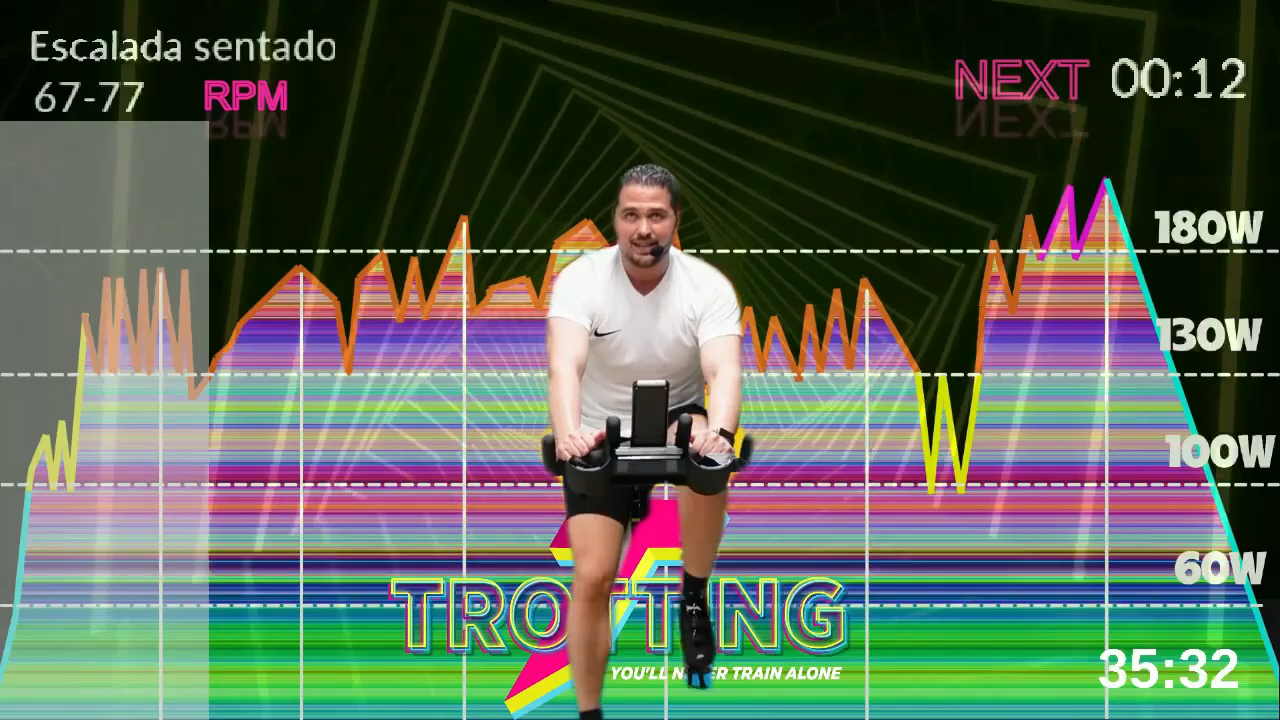 Escalada sentado
67-77 RPM
NEXT 00:12
180W
130W
100W
60W
TROTTING
YOU'LL NEVER TRAIN ALONE
35:32